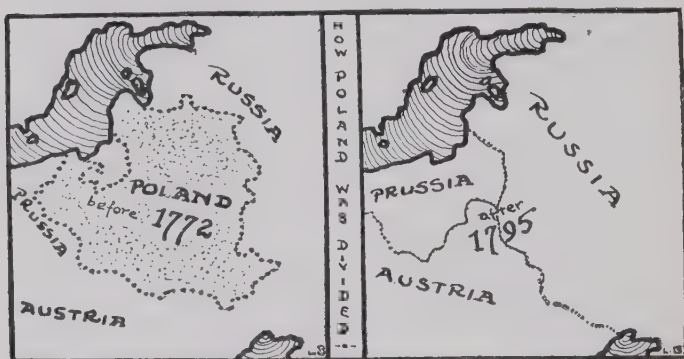 RUSSIA
POLAND
before 1772
PRUSSIA
AUSTRIA
L.B
HOW POLAND WAS DIVIDED
RUSSIA
PRUSSIA
after
1795
AUSTRIA
L.B